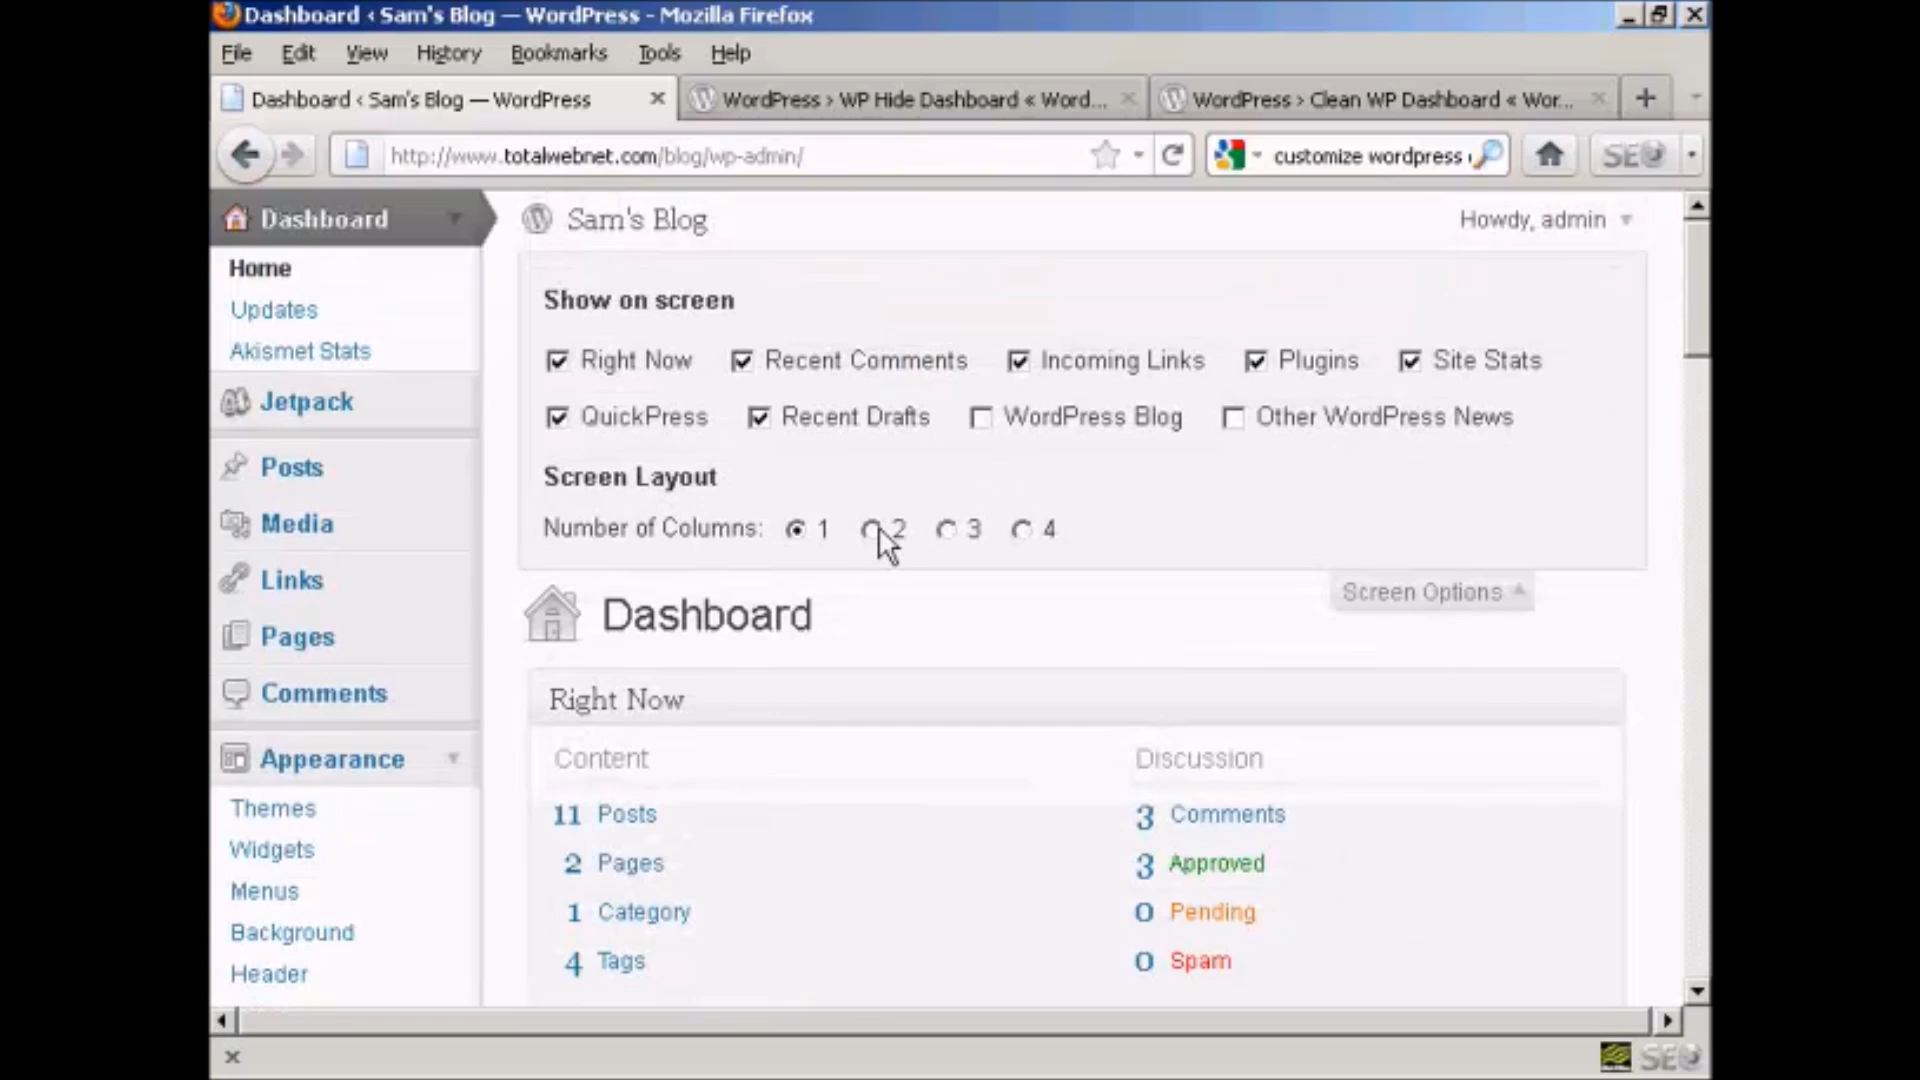 Dashboard ‹ Sam's Blog — WordPress - Mozilla Firefox
File Edit View History Bookmarks Tools Help
Dashboard ‹ Sam's Blog — WordPress WordPress › WP Hide Dashboard « Word... WordPress › Clean WP Dashboard « Wor...
http://www.totalwebnet.com/blog/wp-admin/ customize wordpress SEO
Dashboard Sam's Blog Howdy, admin
Home
Updates
Akismet Stats
Jetpack
Posts
Media
Links
Pages
Comments
Appearance
Themes
Widgets
Menus
Background
Header
Show on screen
Right Now Recent Comments Incoming Links Plugins Site Stats
QuickPress Recent Drafts WordPress Blog Other WordPress News
Screen Layout
Number of Columns: 1 2 3 4
Screen Options
Dashboard
Right Now
Content Discussion
11 Posts 3 Comments
2 Pages 3 Approved
1 Category 0 Pending
4 Tags 0 Spam
SEO